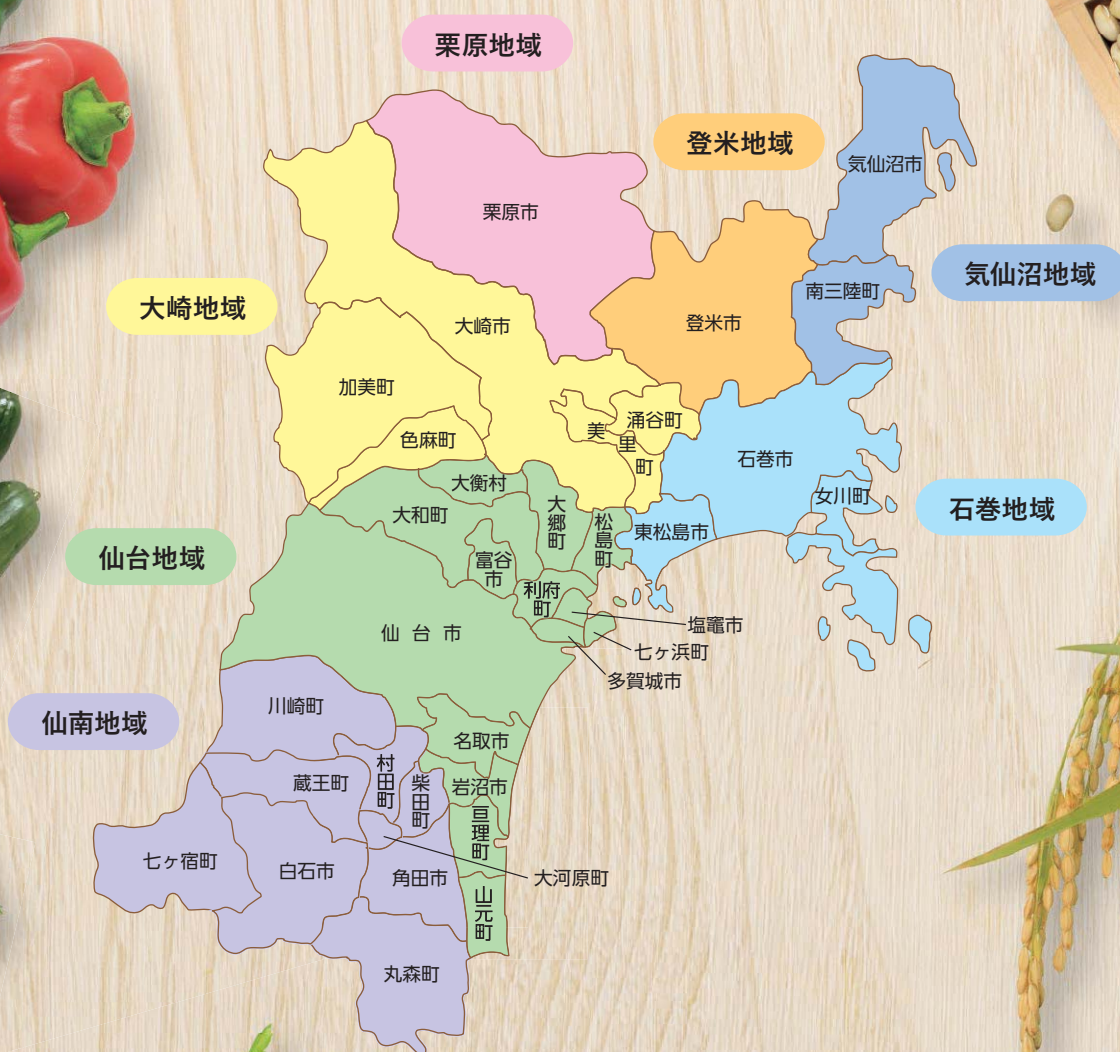 栗原地域
登米地域
気仙沼市
栗原市
気仙沼地域
南三陸町
大崎地域
大崎市
登米市
加美町
涌谷町
色麻町
美里町
石巻市
大衡村
女川町
石巻地域
大和町
大郷町
松島町
東松島市
仙台地域
富谷市
利府町
塩竈市
仙台市
七ヶ浜町
多賀城市
川崎町
仙南地域
名取市
村田町
蔵王町
柴田町
岩沼市
亘理町
七ヶ宿町
白石市
角田市
大河原町
山元町
丸森町